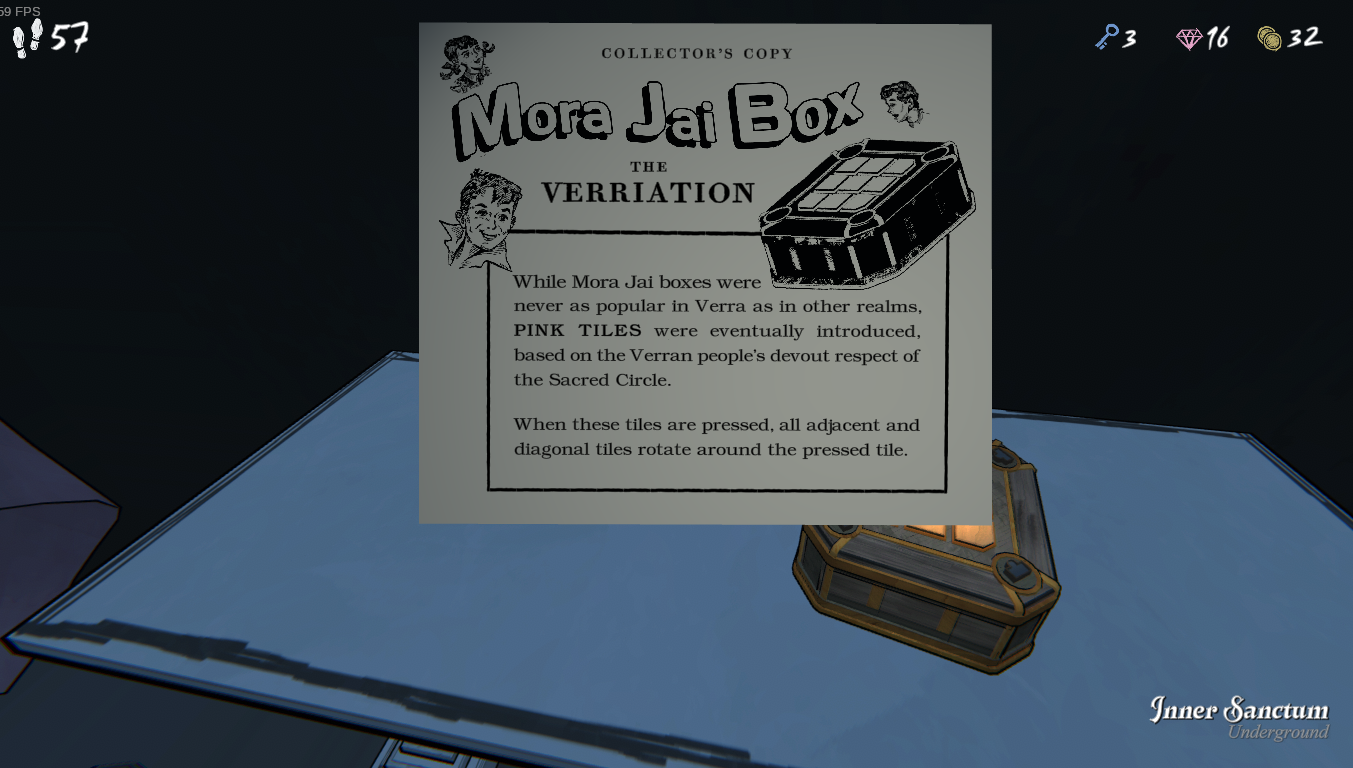 59 FPS
57
3 16 32
COLLECTOR'S COPY
Mora Jai Box
THE
VERRIATION
While Mora Jai boxes were
never as popular in Verra as in other realms,
PINK TILES were eventually introduced,
based on the Verran people's devout respect of
the Sacred Circle.
When these tiles are pressed, all adjacent and
diagonal tiles rotate around the pressed tile.
Inner Sanctum
Underground